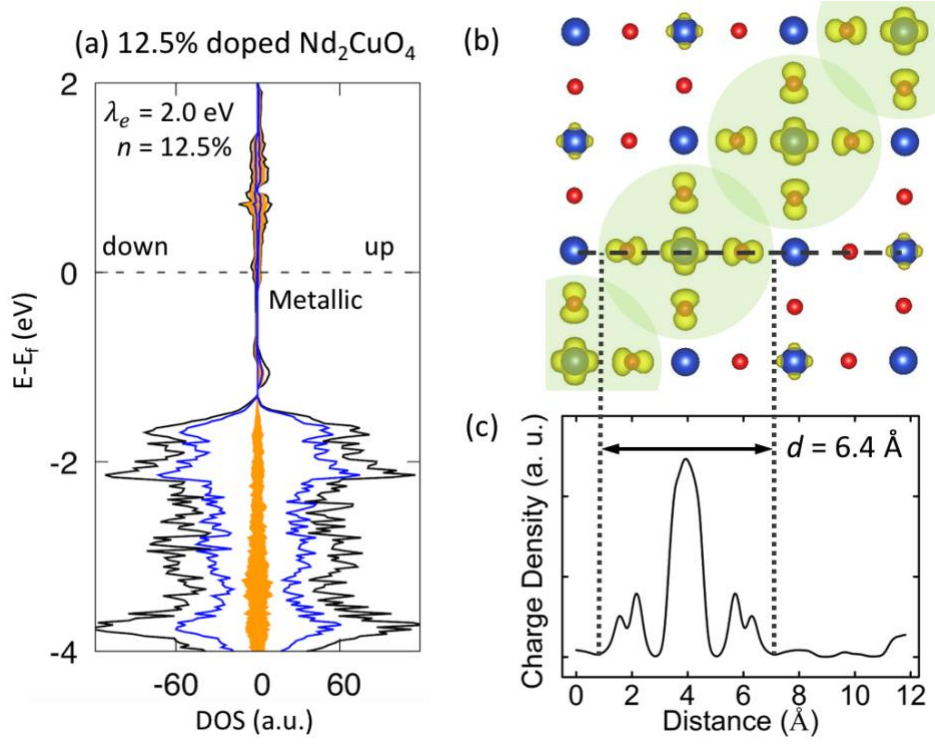 (a) 12.5% doped Nd₂CuO₄
2
λₑ = 2.0 eV
n = 12.5%
down
up
0
Metallic
E-E_f (eV)
-2
-4
-60
0
60
DOS (a.u.)
(b)
(c)
d = 6.4 Å
Charge Density (a. u.)
0 2 4 6 8 10 12
Distance (Å)